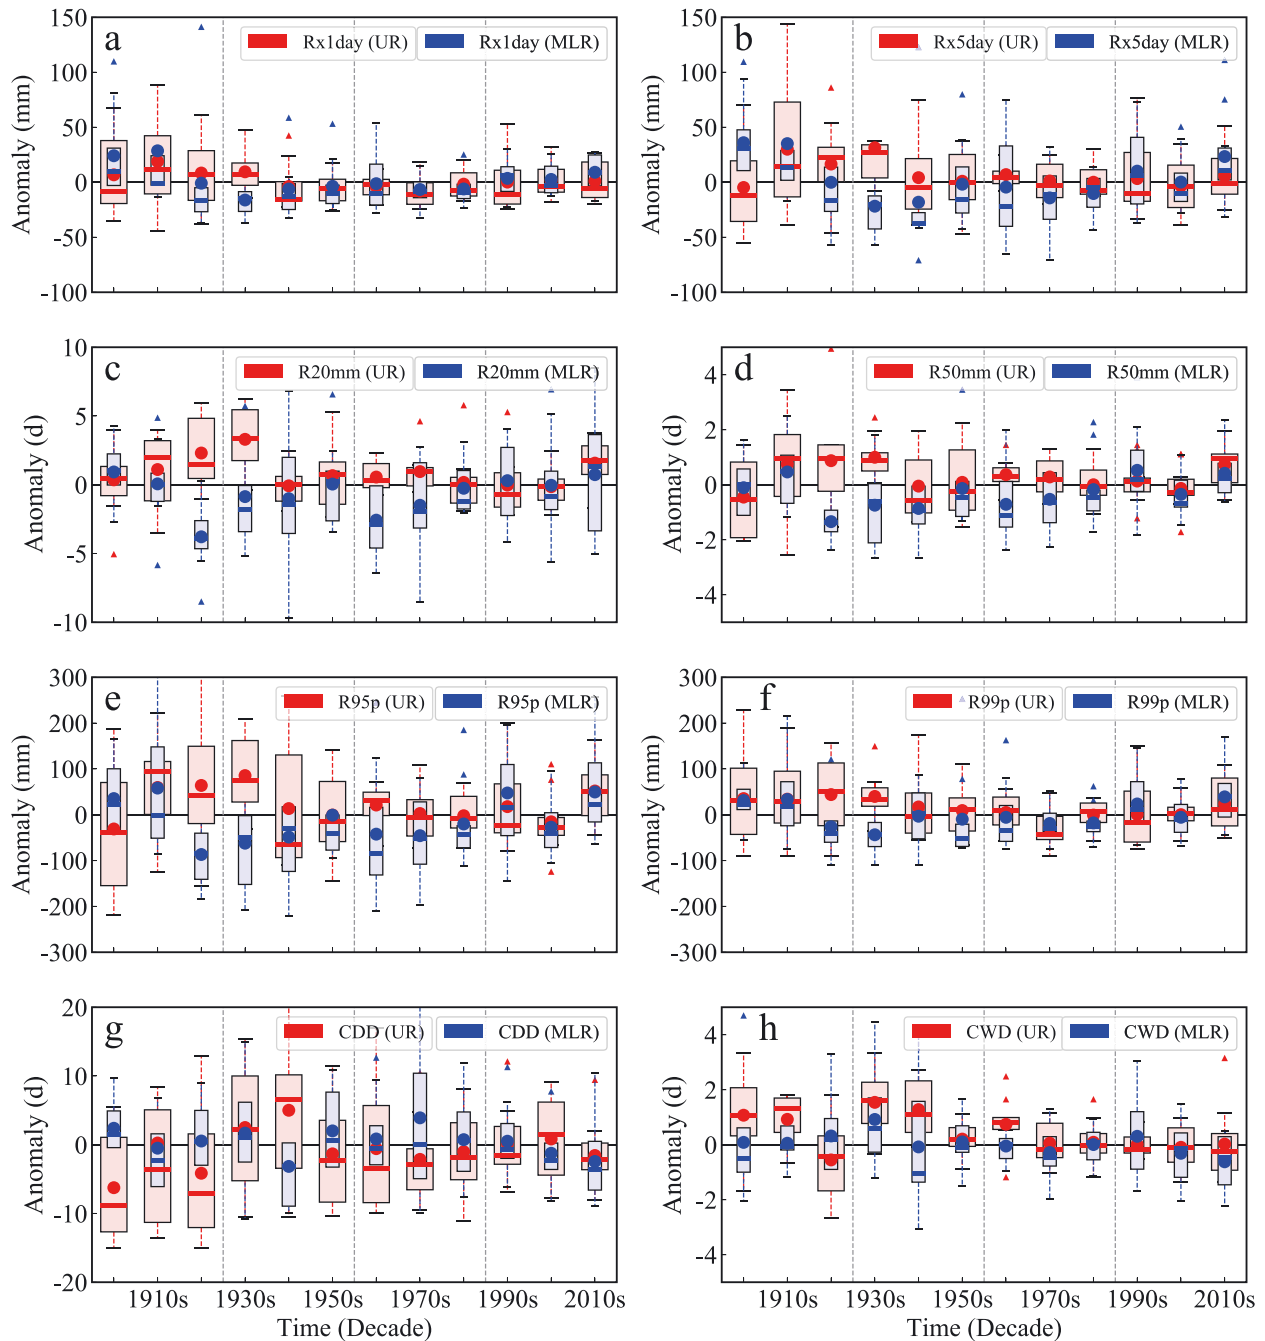 a
Rx1day (UR) Rx1day (MLR)
150
100
50
0
-50
-100
Anomaly (mm)
b
Rx5day (UR) Rx5day (MLR)
150
100
50
0
-50
-100
Anomaly (mm)
c
R20mm (UR) R20mm (MLR)
10
5
0
-5
-10
Anomaly (d)
d
R50mm (UR) R50mm (MLR)
4
2
0
-2
-4
Anomaly (d)
e
R95p (UR) R95p (MLR)
300
200
100
0
-100
-200
-300
Anomaly (mm)
f
R99p (UR) R99p (MLR)
300
200
100
0
-100
-200
-300
Anomaly (mm)
g
CDD (UR) CDD (MLR)
20
10
0
-10
-20
Anomaly (d)
1910s 1930s 1950s 1970s 1990s 2010s
Time (Decade)
h
CWD (UR) CWD (MLR)
4
2
0
-2
-4
Anomaly (d)
1910s 1930s 1950s 1970s 1990s 2010s
Time (Decade)